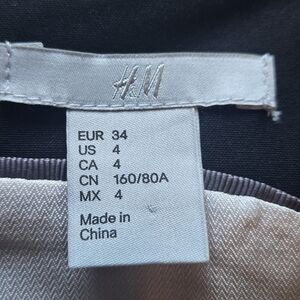 H&M
EUR 34
US 4
CA 4
CN 160/80A
MX 4
Made in
China